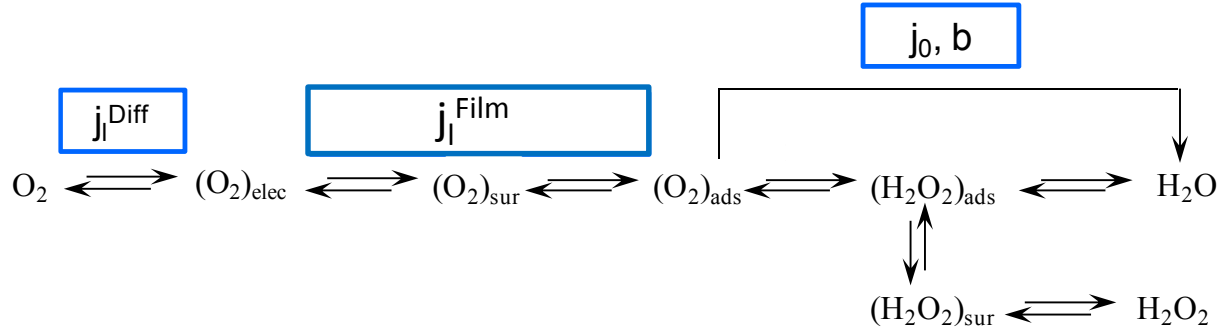 j₀, b
jₗᴰⁱᶠᶠ jₗᶠⁱˡᵐ
O₂ (O₂)elec (O₂)sur (O₂)ads (H₂O₂)ads H₂O
(H₂O₂)sur H₂O₂